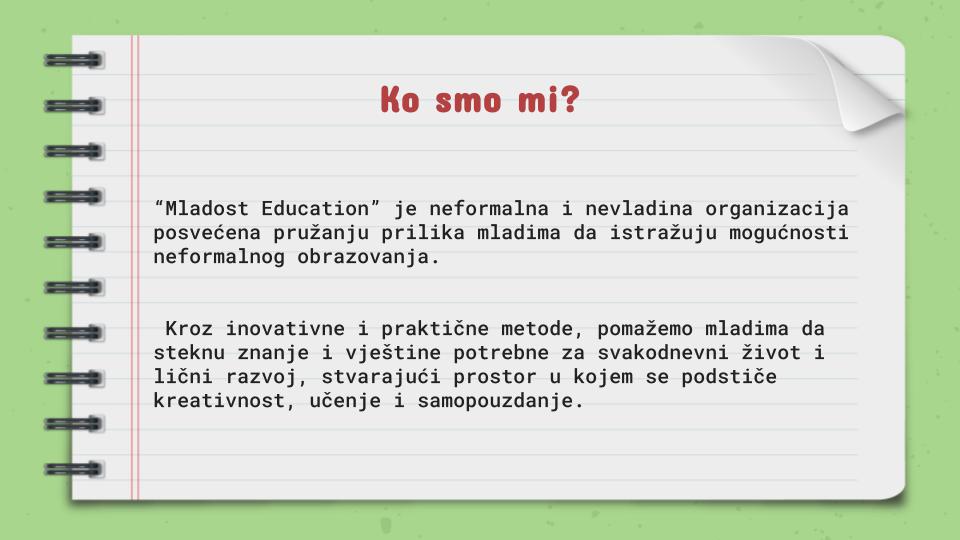 Ko smo mi?
“Mladost Education” je neformalna i nevladina organizacija
posvećena pružanju prilika mladima da istražuju mogućnosti
neformalnog obrazovanja.
Kroz inovativne i praktične metode, pomažemo mladima da
steknu znanje i vještine potrebne za svakodnevni život i
lični razvoj, stvarajući prostor u kojem se podstiče
kreativnost, učenje i samopouzdanje.